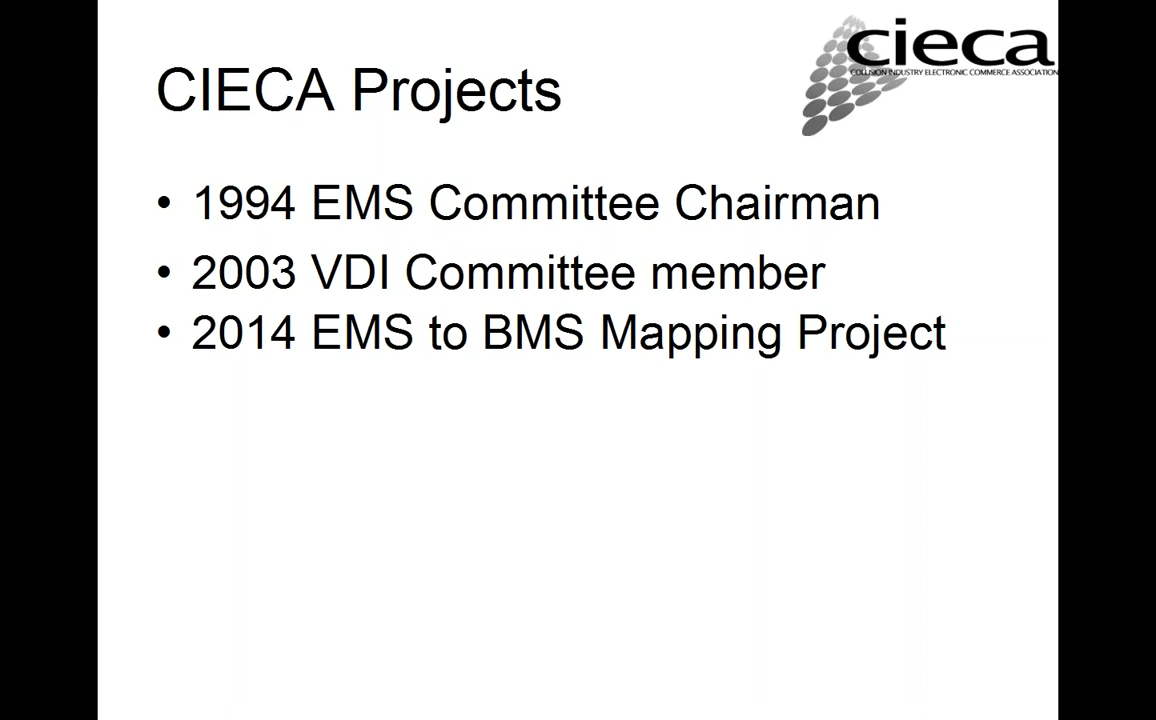 cieca
COLLISION INDUSTRY ELECTRONIC COMMERCE ASSOCIATION
CIECA Projects
• 1994 EMS Committee Chairman
• 2003 VDI Committee member
• 2014 EMS to BMS Mapping Project